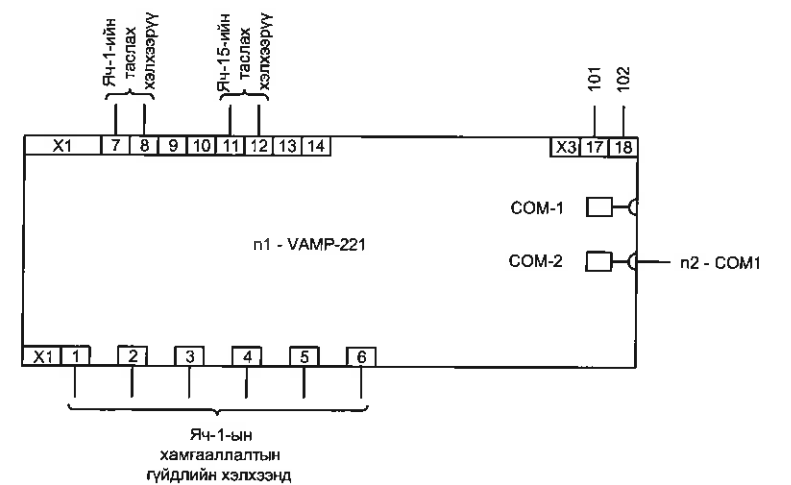 Яч-1-ийн
таслах
хэлхээрүү
Яч-15-ийн
таслах
хэлхээрүү
101
102
X1 7 8 9 10 11 12 13 14
X3 17 18
COM-1
n1 - VAMP-221
COM-2
n2 - COM1
X1 1 2 3 4 5 6
Яч-1-ын
хамгааллалтын
гүйдлийн хэлхээнд